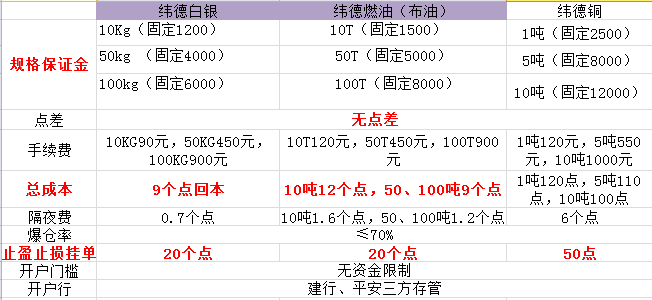 纬德白银 纬德燃油（布油） 纬德铜
规格保证金
10Kg（固定1200） 10T（固定1500） 1吨（固定2500）
50kg （固定4000） 50T（固定5000） 5吨（固定8000）
100kg（固定6000） 100T（固定8000） 10吨（固定12000）
点差 无点差
手续费 10KG90元，50KG450元， 10T120元，50T450元，100T900 1吨120元，5吨550
100KG900元 元 元，10吨1000元
总成本 9个点回本 10吨12个点，50、100吨9个点 1吨120点，5吨110
点，10吨100点
隔夜费 0.7个点 10吨1.6个点，50、100吨1.2个点 6个点
爆仓率 ≤70%
止盈止损挂单 20个点 20个点 50点
开户门槛 无资金限制
开户行 建行、平安三方存管